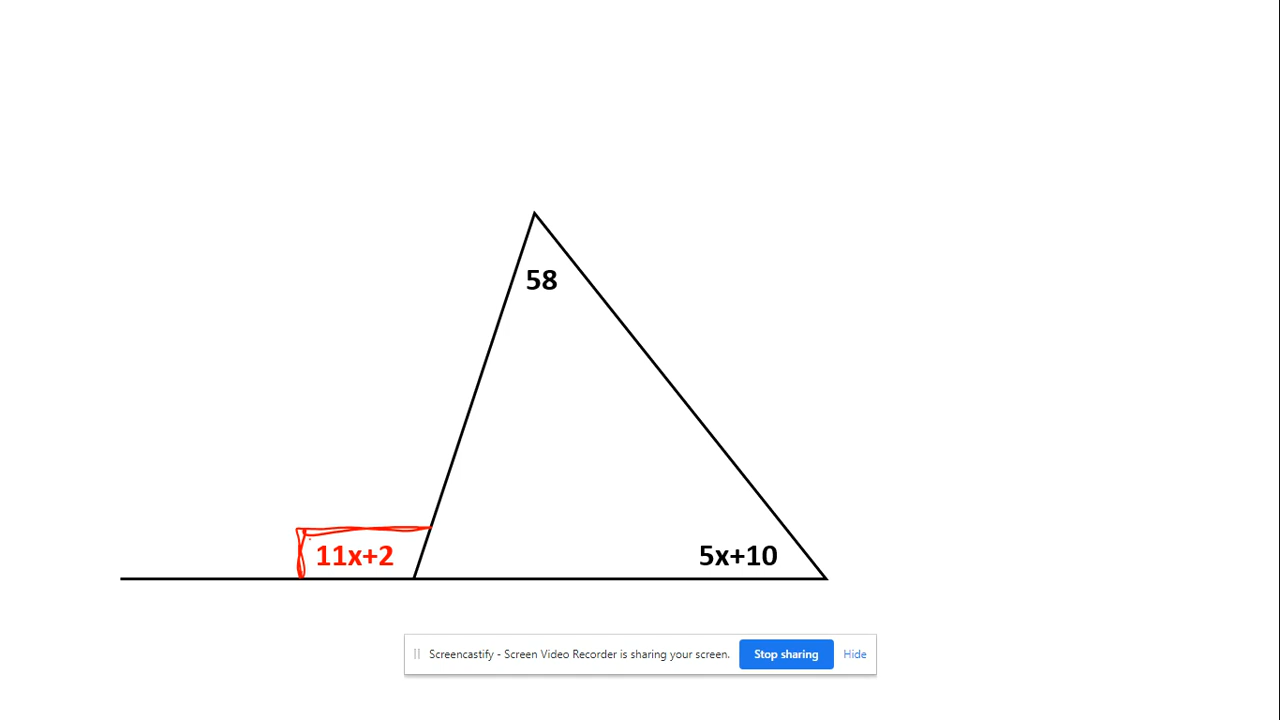 58
11x+2
5x+10
Screencastify - Screen Video Recorder is sharing your screen. Stop sharing Hide